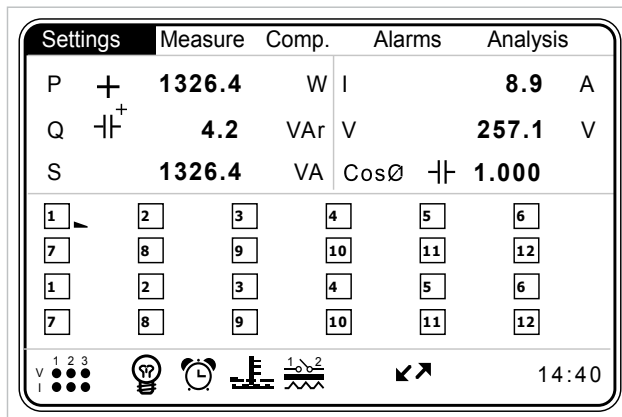 Settings Measure Comp. Alarms Analysis
P + 1326.4 W I 8.9 A
Q + 4.2 VAr V 257.1 V
S 1326.4 VA CosØ 1.000
1 2 3 4 5 6
7 8 9 10 11 12
1 2 3 4 5 6
7 8 9 10 11 12
1 2 3 1 2
V
I
14:40